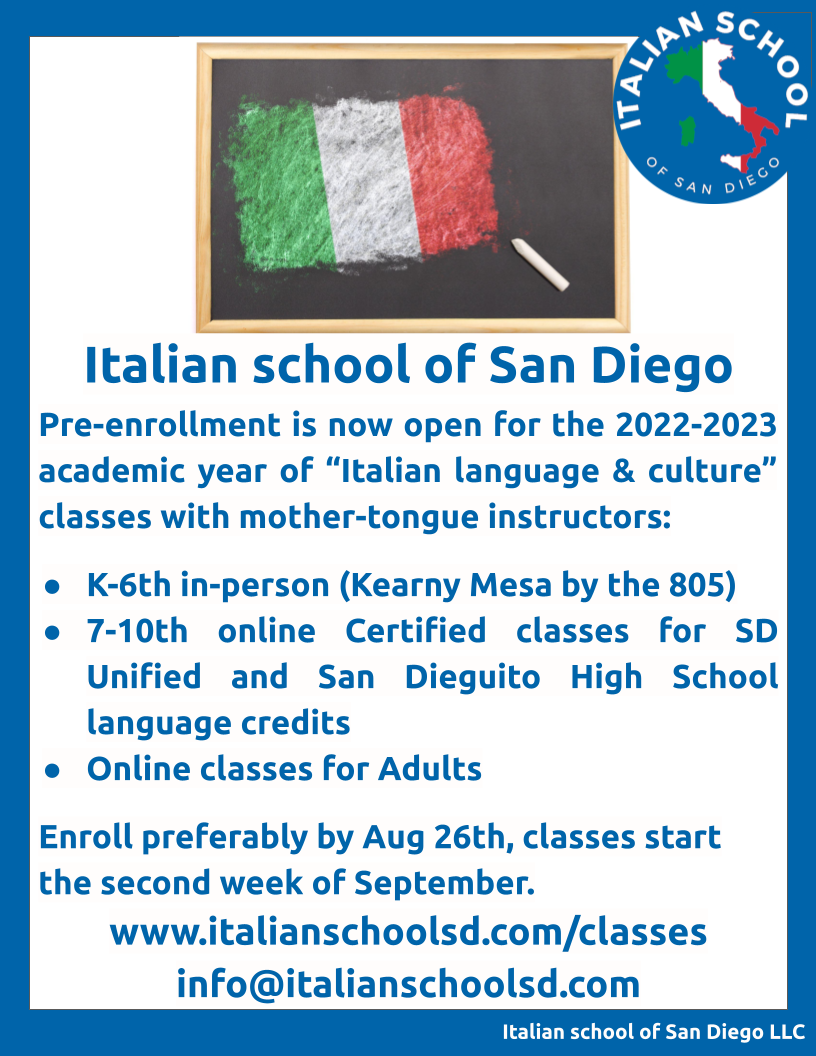 ITALIAN SCHOOL
OF SAN DIEGO
Italian school of San Diego
Pre-enrollment is now open for the 2022-2023
academic year of “Italian language & culture”
classes with mother-tongue instructors:
● K-6th in-person (Kearny Mesa by the 805)
● 7-10th online Certified classes for SD
Unified and San Dieguito High School
language credits
● Online classes for Adults
Enroll preferably by Aug 26th, classes start
the second week of September.
www.italianschoolsd.com/classes
info@italianschoolsd.com
Italian school of San Diego LLC